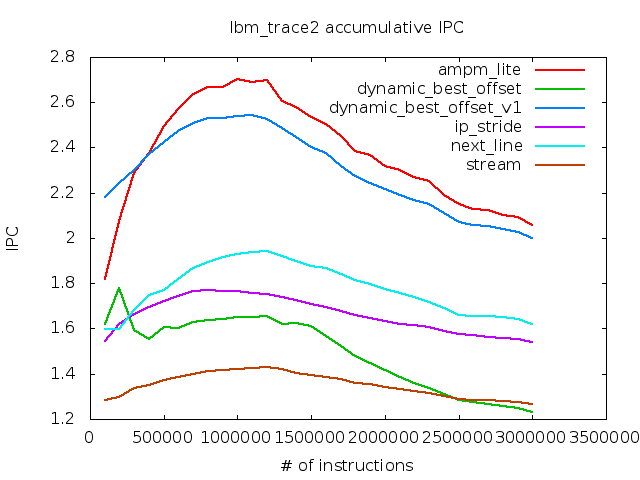 lbm_trace2 accumulative IPC
2.8
2.6
2.4
2.2
2
1.8
1.6
1.4
1.2
IPC
ampm_lite
dynamic_best_offset
dynamic_best_offset_v1
ip_stride
next_line
stream
0 500000 1000000 1500000 2000000 2500000 3000000 3500000
# of instructions